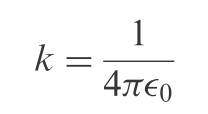 k = 1/(4πϵ₀)